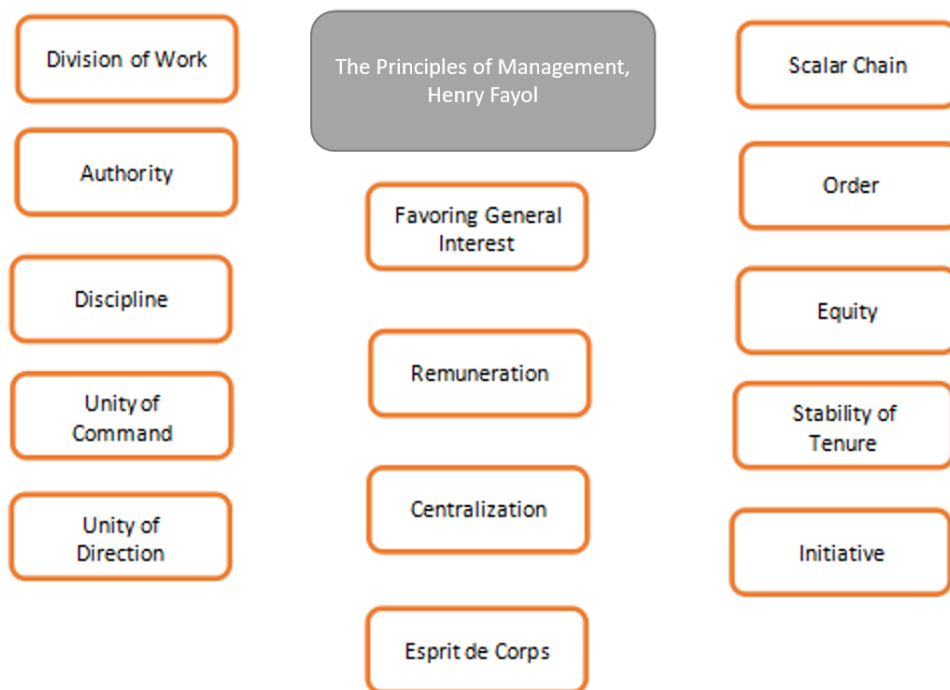 Division of Work
Authority
Discipline
Unity of
Command
Unity of
Direction
The Principles of Management,
Henry Fayol
Favoring General
Interest
Remuneration
Centralization
Esprit de Corps
Scalar Chain
Order
Equity
Stability of
Tenure
Initiative